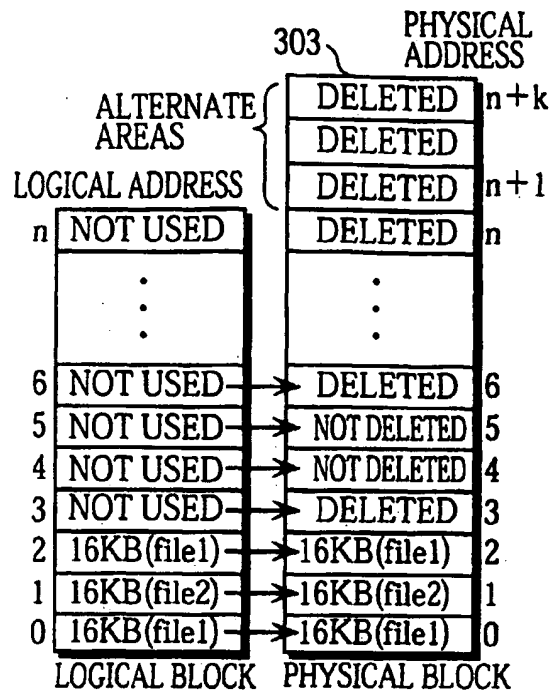 PHYSICAL
303 ADDRESS
DELETED n+k
ALTERNATE
AREAS
DELETED
DELETED n+1
LOGICAL ADDRESS
n NOT USED DELETED n
6 NOT USED DELETED 6
5 NOT USED NOT DELETED 5
4 NOT USED NOT DELETED 4
3 NOT USED DELETED 3
2 16KB(file1) 16KB(file1) 2
1 16KB(file2) 16KB(file2) 1
0 16KB(file1) 16KB(file1) 0
LOGICAL BLOCK PHYSICAL BLOCK